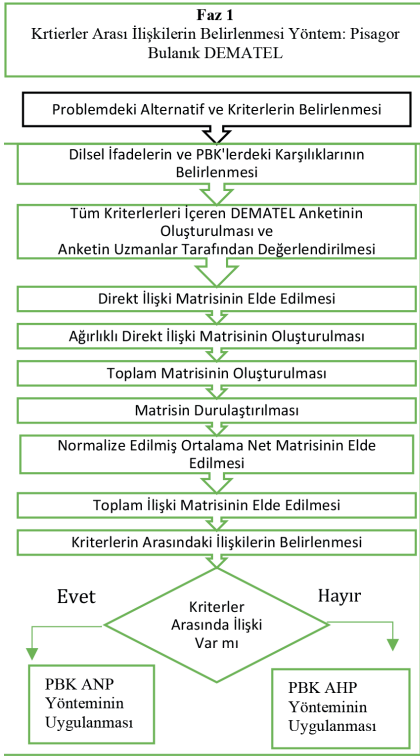 Faz 1
Krtierler Arası İlişkilerin Belirlenmesi Yöntem: Pisagor
Bulanık DEMATEL
Problemdeki Alternatif ve Kriterlerin Belirlenmesi
Dilsel İfadelerin ve PBK'lerdeki Karşılıklarının
Belirlenmesi
Tüm Kriterlerleri İçeren DEMATEL Anketinin
Oluşturulması ve
Anketin Uzmanlar Tarafından Değerlendirilmesi
Direkt İlişki Matrisinin Elde Edilmesi
Ağırlıklı Direkt İlişki Matrisinin Oluşturulması
Toplam Matrisinin Oluşturulması
Matrisin Durulaştırılması
Normalize Edilmiş Ortalama Net Matrisinin Elde
Edilmesi
Toplam İlişki Matrisinin Elde Edilmesi
Kriterlerin Arasındaki İlişkilerin Belirlenmesi
Evet
Hayır
Kriterler
Arasında İlişki
Var mı
PBK ANP
Yönteminin
Uygulanması
PBK AHP
Yönteminin
Uygulanması